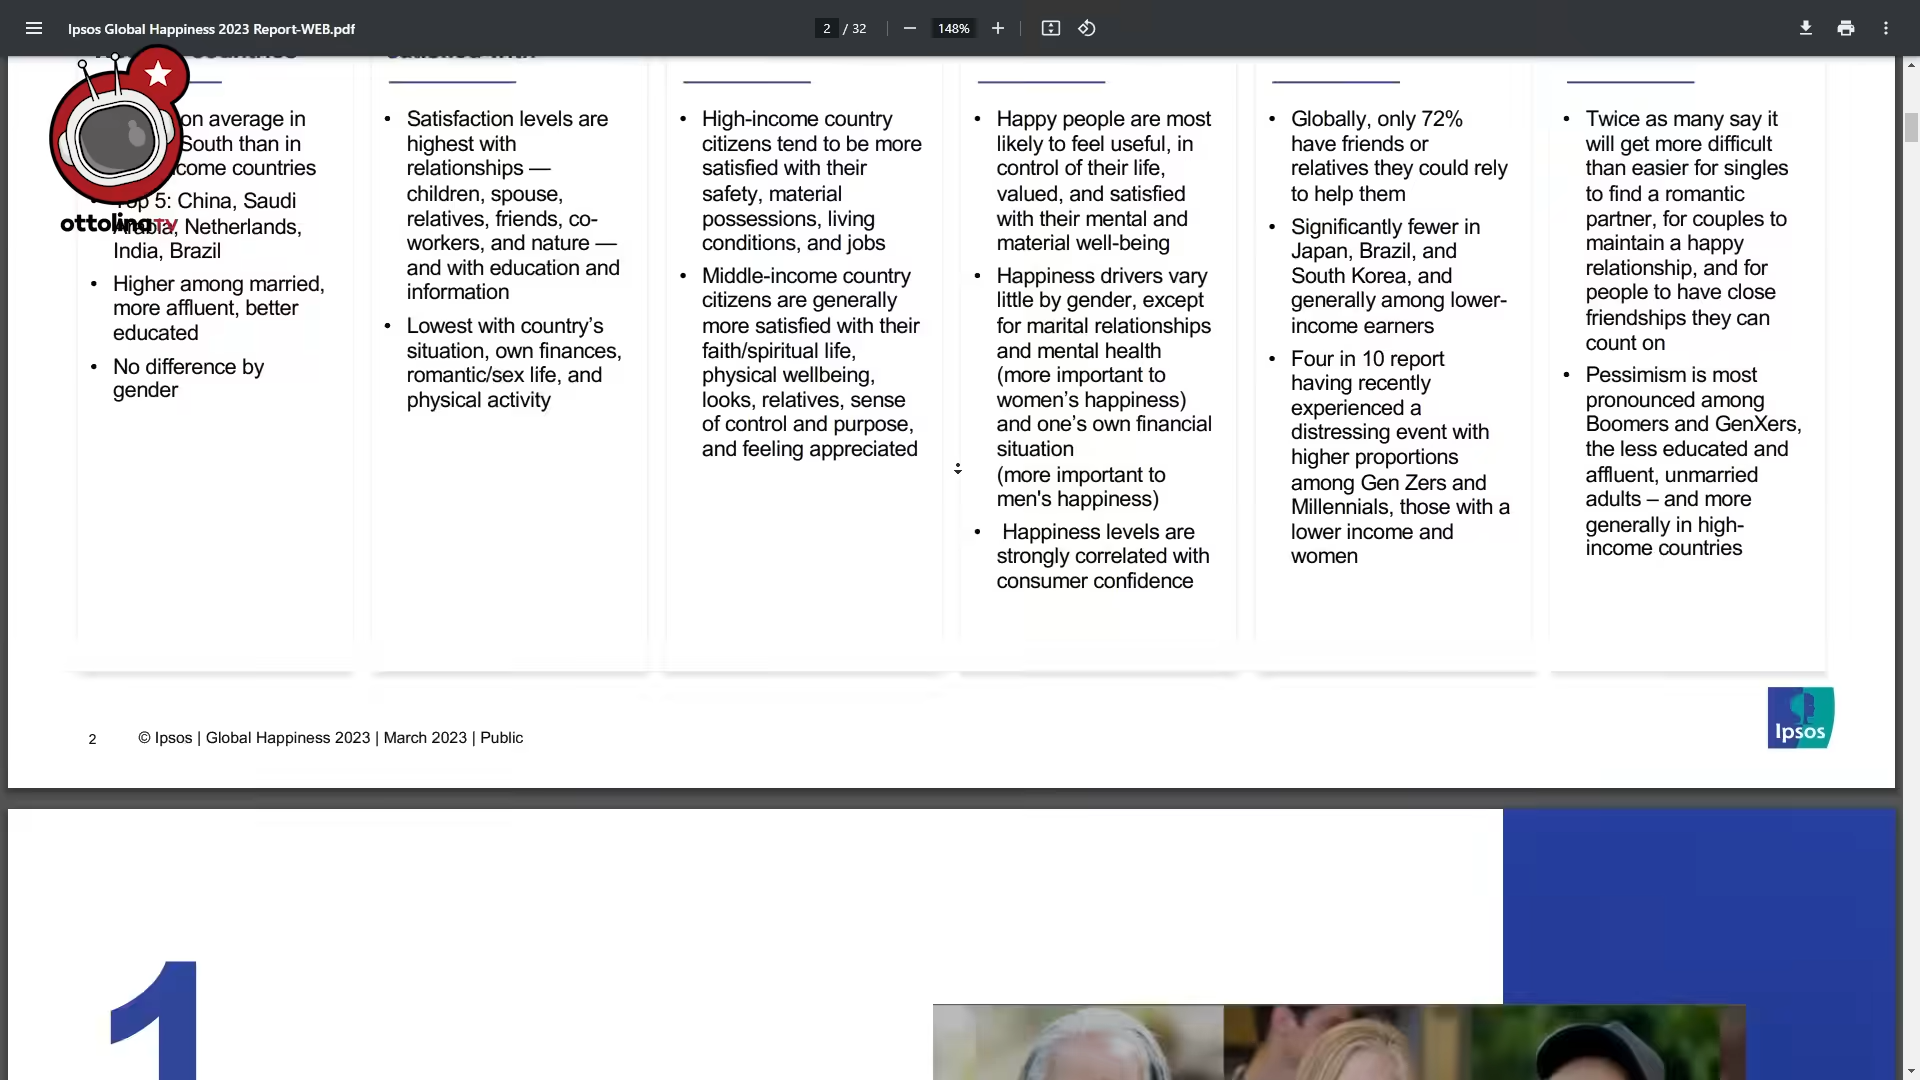 Ipsos Global Happiness 2023 Report-WEB.pdf
2 / 32
148%
ottolina TV
on average in
South than in
income countries
Top 5: China, Saudi
Arabia, Netherlands,
India, Brazil
• Higher among married,
more affluent, better
educated
• No difference by
gender
• Satisfaction levels are
highest with
relationships —
children, spouse,
relatives, friends, co-
workers, and nature —
and with education and
information
• Lowest with country’s
situation, own finances,
romantic/sex life, and
physical activity
• High-income country
citizens tend to be more
satisfied with their
safety, material
possessions, living
conditions, and jobs
• Middle-income country
citizens are generally
more satisfied with their
faith/spiritual life,
physical wellbeing,
looks, relatives, sense
of control and purpose,
and feeling appreciated
• Happy people are most
likely to feel useful, in
control of their life,
valued, and satisfied
with their mental and
material well-being
• Happiness drivers vary
little by gender, except
for marital relationships
and mental health
(more important to
women’s happiness)
and one’s own financial
situation
(more important to
men's happiness)
• Happiness levels are
strongly correlated with
consumer confidence
• Globally, only 72%
have friends or
relatives they could rely
to help them
• Significantly fewer in
Japan, Brazil, and
South Korea, and
generally among lower-
income earners
• Four in 10 report
having recently
experienced a
distressing event with
higher proportions
among Gen Zers and
Millennials, those with a
lower income and
women
• Twice as many say it
will get more difficult
than easier for singles
to find a romantic
partner, for couples to
maintain a happy
relationship, and for
people to have close
friendships they can
count on
• Pessimism is most
pronounced among
Boomers and GenXers,
the less educated and
affluent, unmarried
adults – and more
generally in high-
income countries
2
© Ipsos | Global Happiness 2023 | March 2023 | Public
Ipsos
1